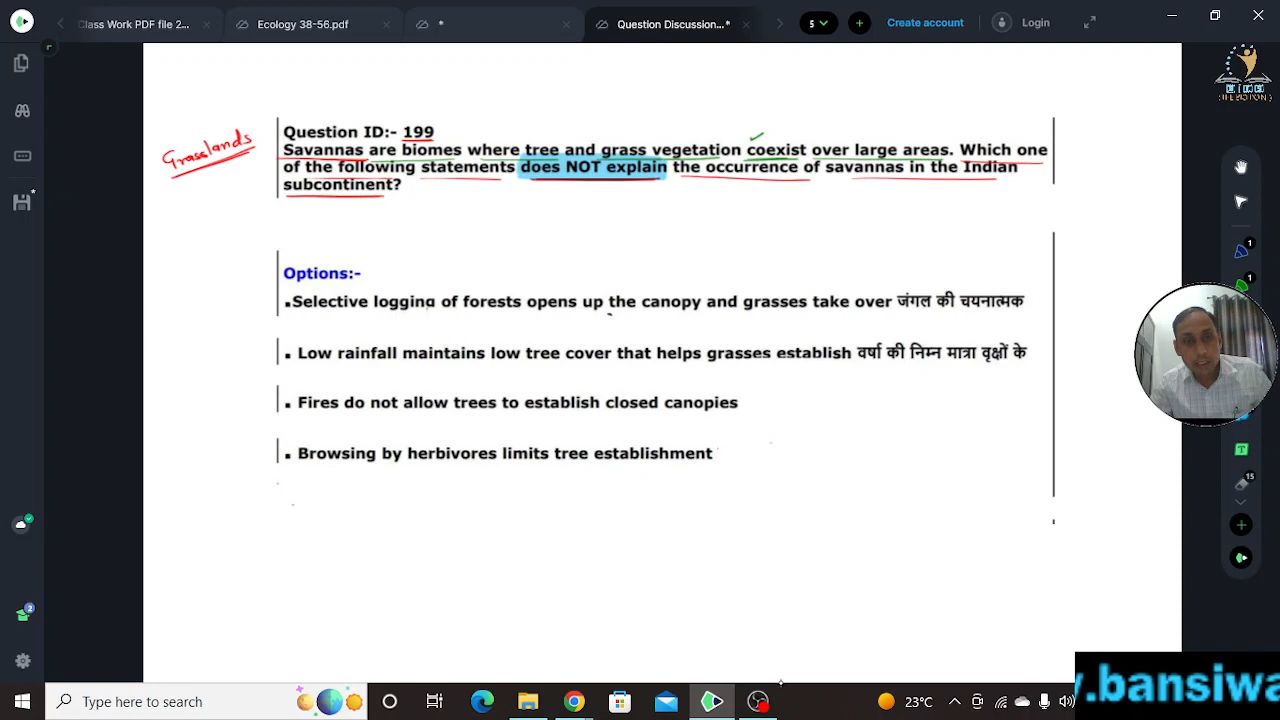 Class Work PDF file 2...
Ecology 38-56.pdf
*
Question Discussion...*
5
Create account
Login
Grasslands
Question ID:- 199
Savannas are biomes where tree and grass vegetation coexist over large areas. Which one
of the following statements does NOT explain the occurrence of savannas in the Indian
subcontinent?
Options:-
.Selective logging of forests opens up the canopy and grasses take over जंगल की चयनात्मक
. Low rainfall maintains low tree cover that helps grasses establish वर्षा की निम्न मात्रा वृक्षों के
. Fires do not allow trees to establish closed canopies
. Browsing by herbivores limits tree establishment
1
1
15
2
y.bansiwa
Type here to search
23°C